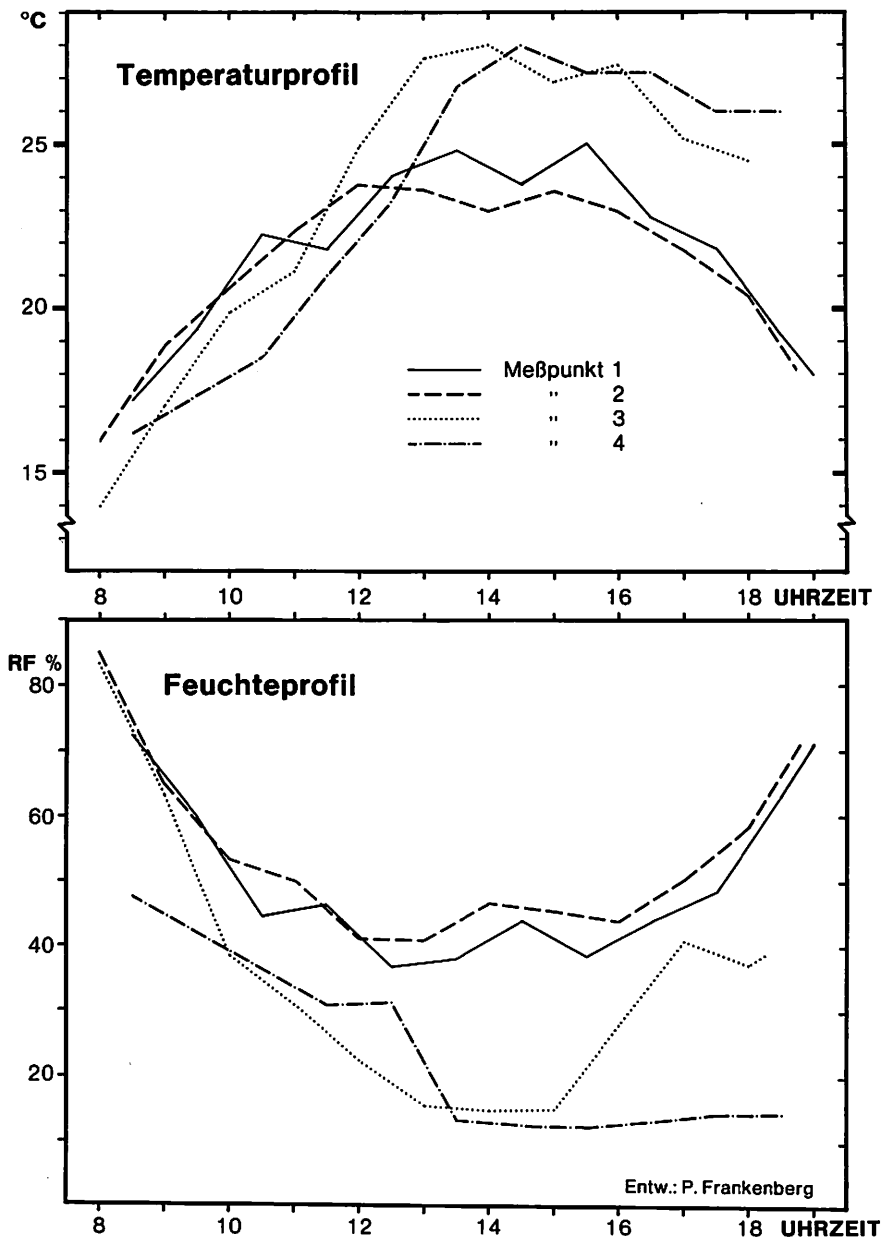 °C
Temperaturprofil
25
20
15
Meßpunkt 1
" 2
" 3
" 4
8 10 12 14 16 18 UHRZEIT
RF %
Feuchteprofil
80
60
40
20
Entw.: P. Frankenberg
8 10 12 14 16 18 UHRZEIT